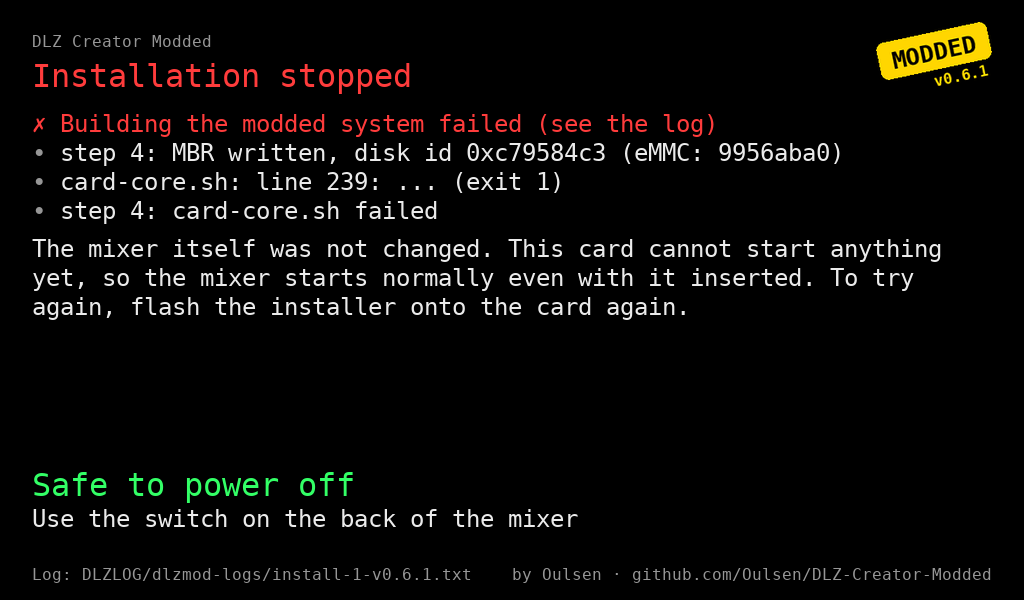 DLZ Creator Modded
MODDED
v0.6.1
Installation stopped
✗ Building the modded system failed (see the log)
• step 4: MBR written, disk id 0xc79584c3 (eMMC: 9956aba0)
• card-core.sh: line 239: ... (exit 1)
• step 4: card-core.sh failed
The mixer itself was not changed. This card cannot start anything
yet, so the mixer starts normally even with it inserted. To try
again, flash the installer onto the card again.
Safe to power off
Use the switch on the back of the mixer
Log: DLZLOG/dlzmod-logs/install-1-v0.6.1.txt
by Oulsen · github.com/Oulsen/DLZ-Creator-Modded